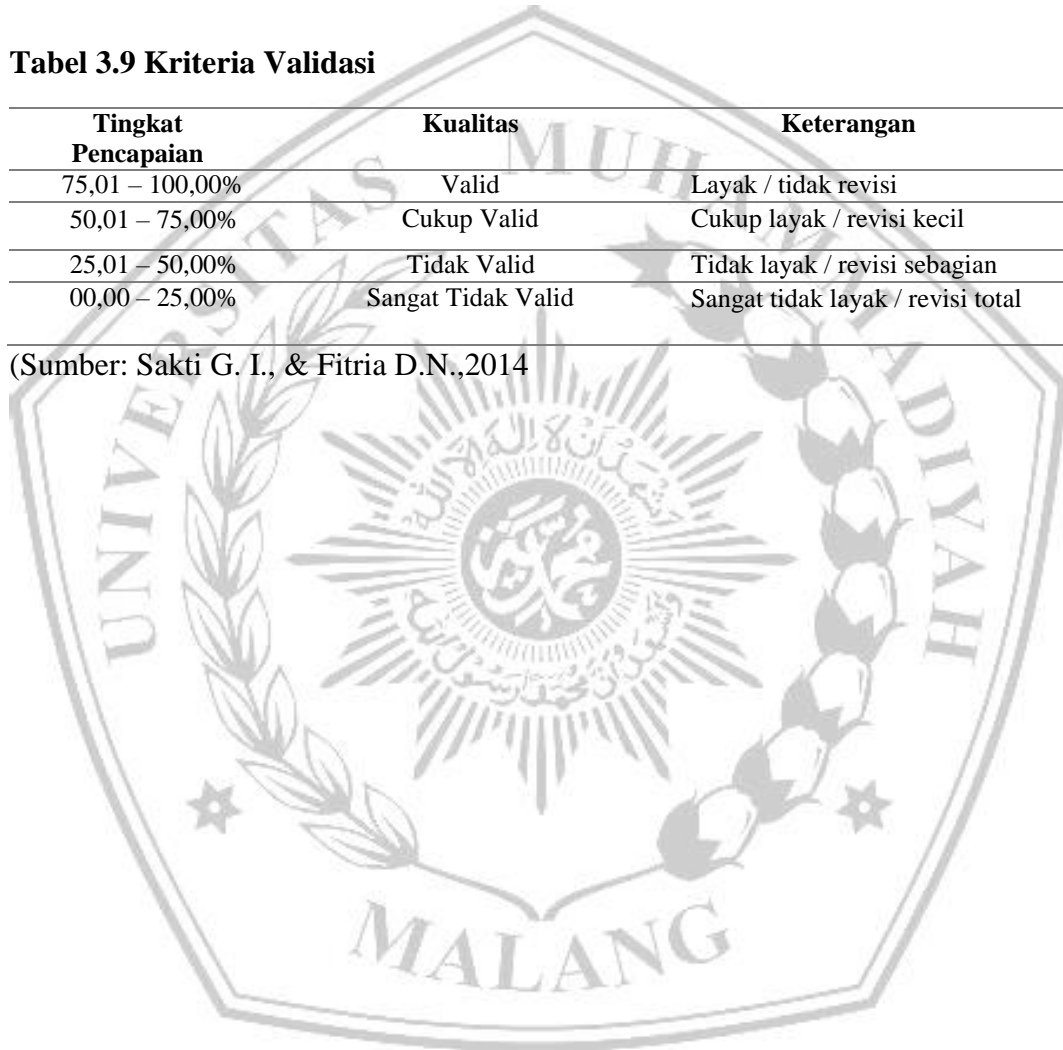 Tabel 3.9 Kriteria Validasi
Tingkat Pencapaian Kualitas Keterangan
75,01 – 100,00% Valid Layak / tidak revisi
50,01 – 75,00% Cukup Valid Cukup layak / revisi kecil
25,01 – 50,00% Tidak Valid Tidak layak / revisi sebagian
00,00 – 25,00% Sangat Tidak Valid Sangat tidak layak / revisi total
(Sumber: Sakti G. I., & Fitria D.N.,2014
UNIVERSITAS MUHAMMADIYAH
MALANG